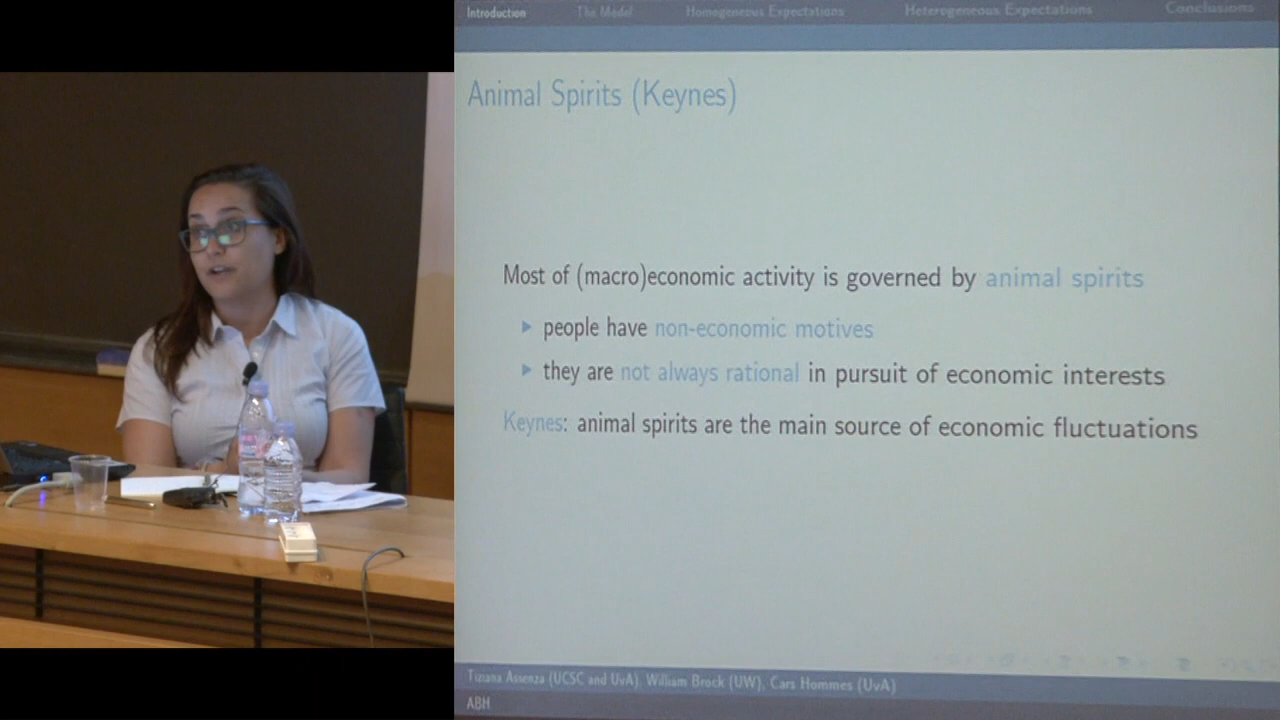 Introduction The Model Homogeneous Expectations Heterogeneous Expectations Conclusions
Animal Spirits (Keynes)
Most of (macro)economic activity is governed by animal spirits
people have non-economic motives
they are not always rational in pursuit of economic interests
Keynes: animal spirits are the main source of economic fluctuations
Tiziana Assenza (UCSC and UvA), William Brock (UW), Cars Hommes (UvA)
ABH